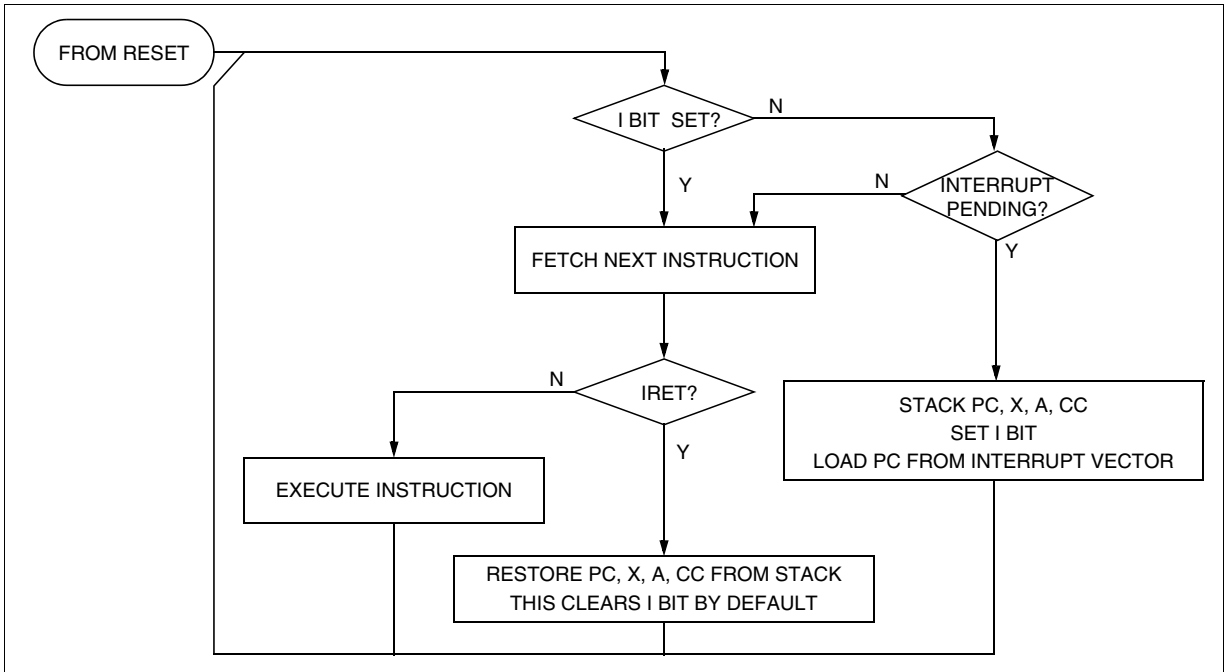 FROM RESET
I BIT SET?
N
Y
N
INTERRUPT
PENDING?
Y
FETCH NEXT INSTRUCTION
N
IRET?
Y
STACK PC, X, A, CC
SET I BIT
LOAD PC FROM INTERRUPT VECTOR
EXECUTE INSTRUCTION
RESTORE PC, X, A, CC FROM STACK
THIS CLEARS I BIT BY DEFAULT